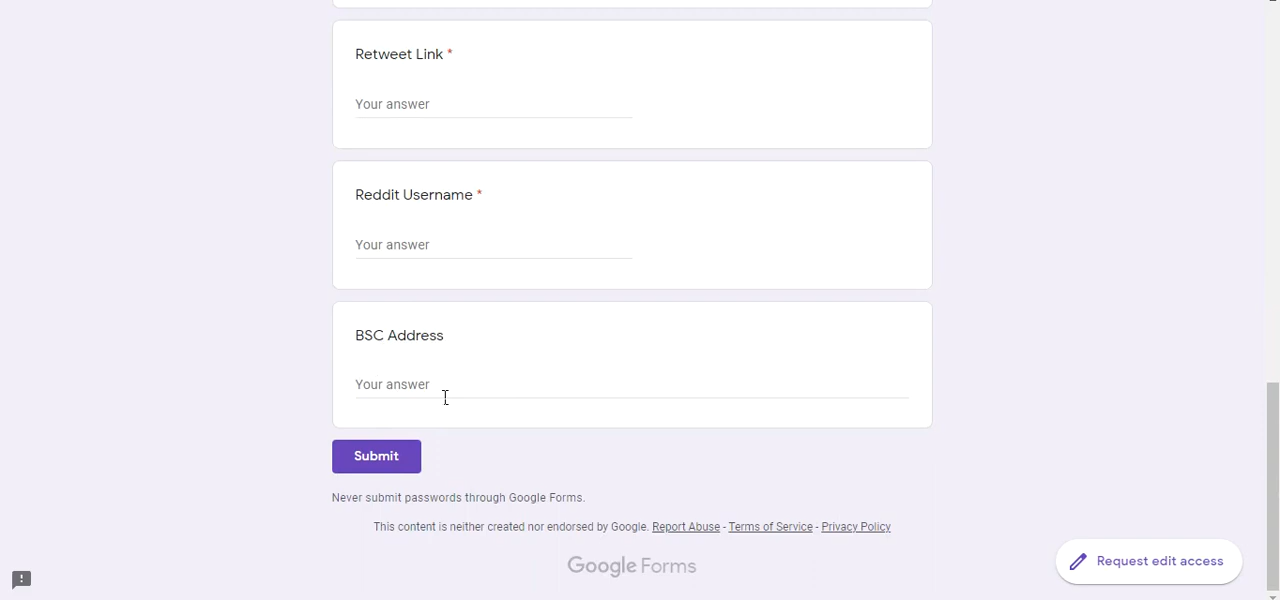 Retweet Link *
Your answer
Reddit Username *
Your answer
BSC Address
Your answer
Submit
Never submit passwords through Google Forms.
This content is neither created nor endorsed by Google. Report Abuse - Terms of Service - Privacy Policy
Google Forms
Request edit access